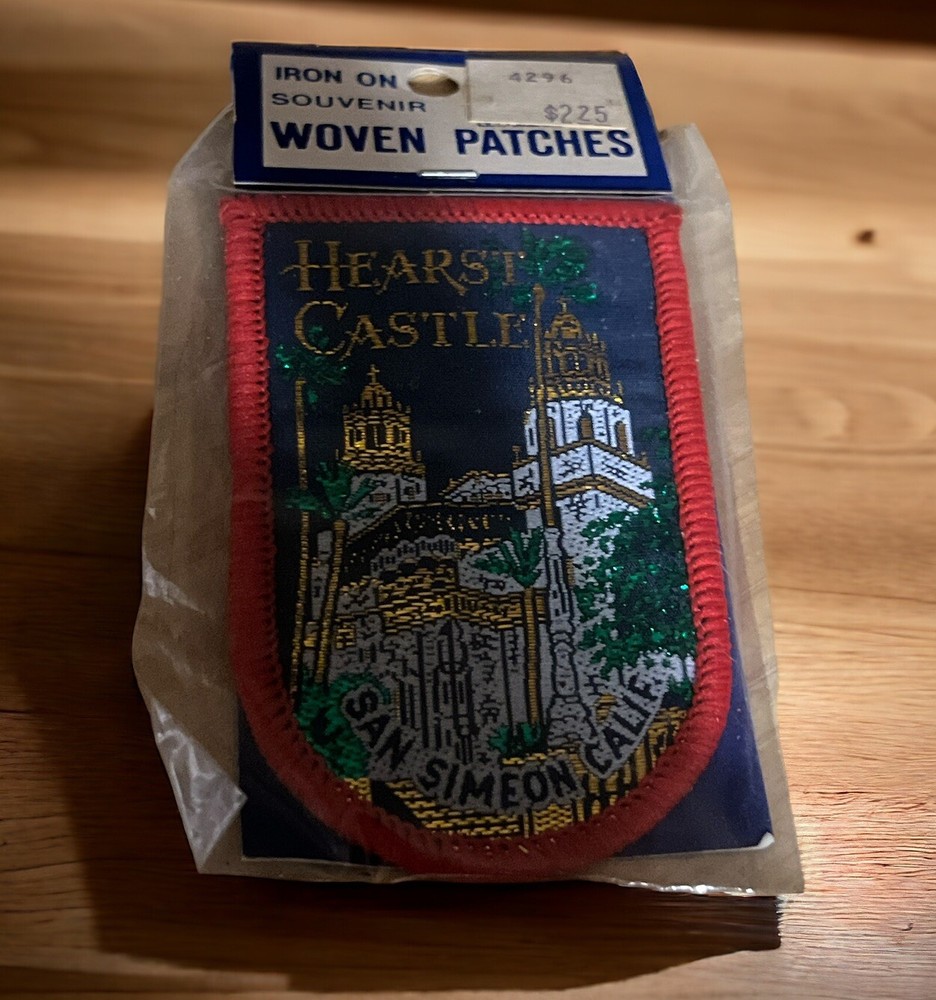 IRON ON
SOUVENIR
WOVEN PATCHES
4296
$225
HEARST
CASTLE
SAN SIMEON CALIF